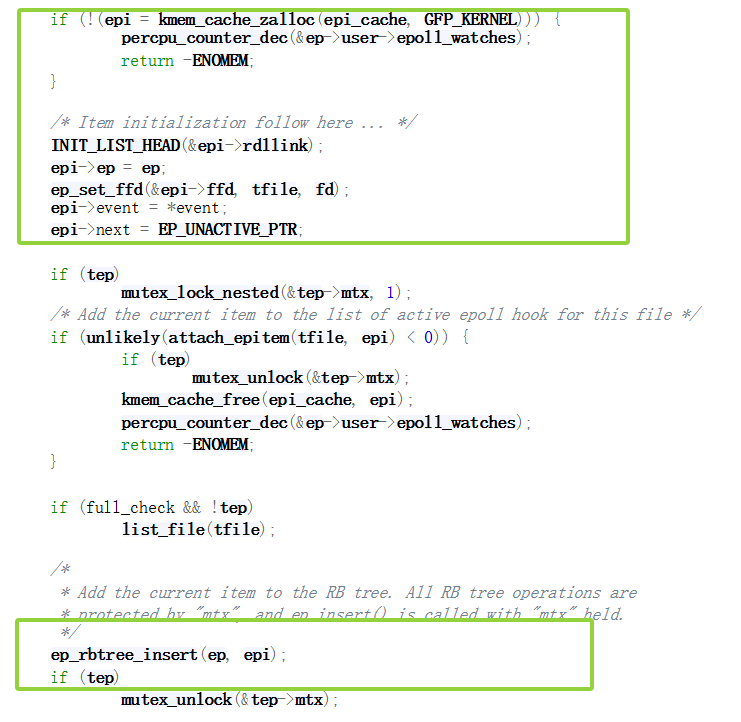 if (!(epi = kmem_cache_zalloc(epi_cache, GFP_KERNEL))) {
        percpu_counter_dec(&ep->user->epoll_watches);
        return -ENOMEM;
}

/* Item initialization follow here ... */
INIT_LIST_HEAD(&epi->rdllink);
epi->ep = ep;
ep_set_ffd(&epi->ffd, tfile, fd);
epi->event = *event;
epi->next = EP_UNACTIVE_PTR;

if (tep)
        mutex_lock_nested(&tep->mtx, 1);
/* Add the current item to the list of active epoll hook for this file */
if (unlikely(attach_epitem(tfile, epi) < 0)) {
        if (tep)
                mutex_unlock(&tep->mtx);
        kmem_cache_free(epi_cache, epi);
        percpu_counter_dec(&ep->user->epoll_watches);
        return -ENOMEM;
}

if (full_check && !tep)
        list_file(tfile);

/*
 * Add the current item to the RB tree. All RB tree operations are
 * protected by "mtx", and ep_insert() is called with "mtx" held.
 */
ep_rbtree_insert(ep, epi);
if (tep)
        mutex_unlock(&tep->mtx);